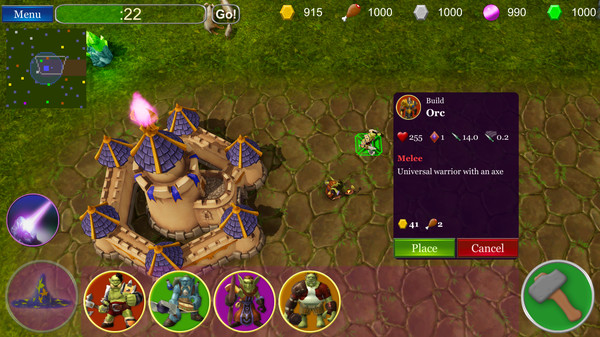 Menu
:22
Go!
915
1000
1000
990
1000
Build
Orc
255 1 14.0 0.2
Melee
Universal warrior with an axe
41 2
Place
Cancel